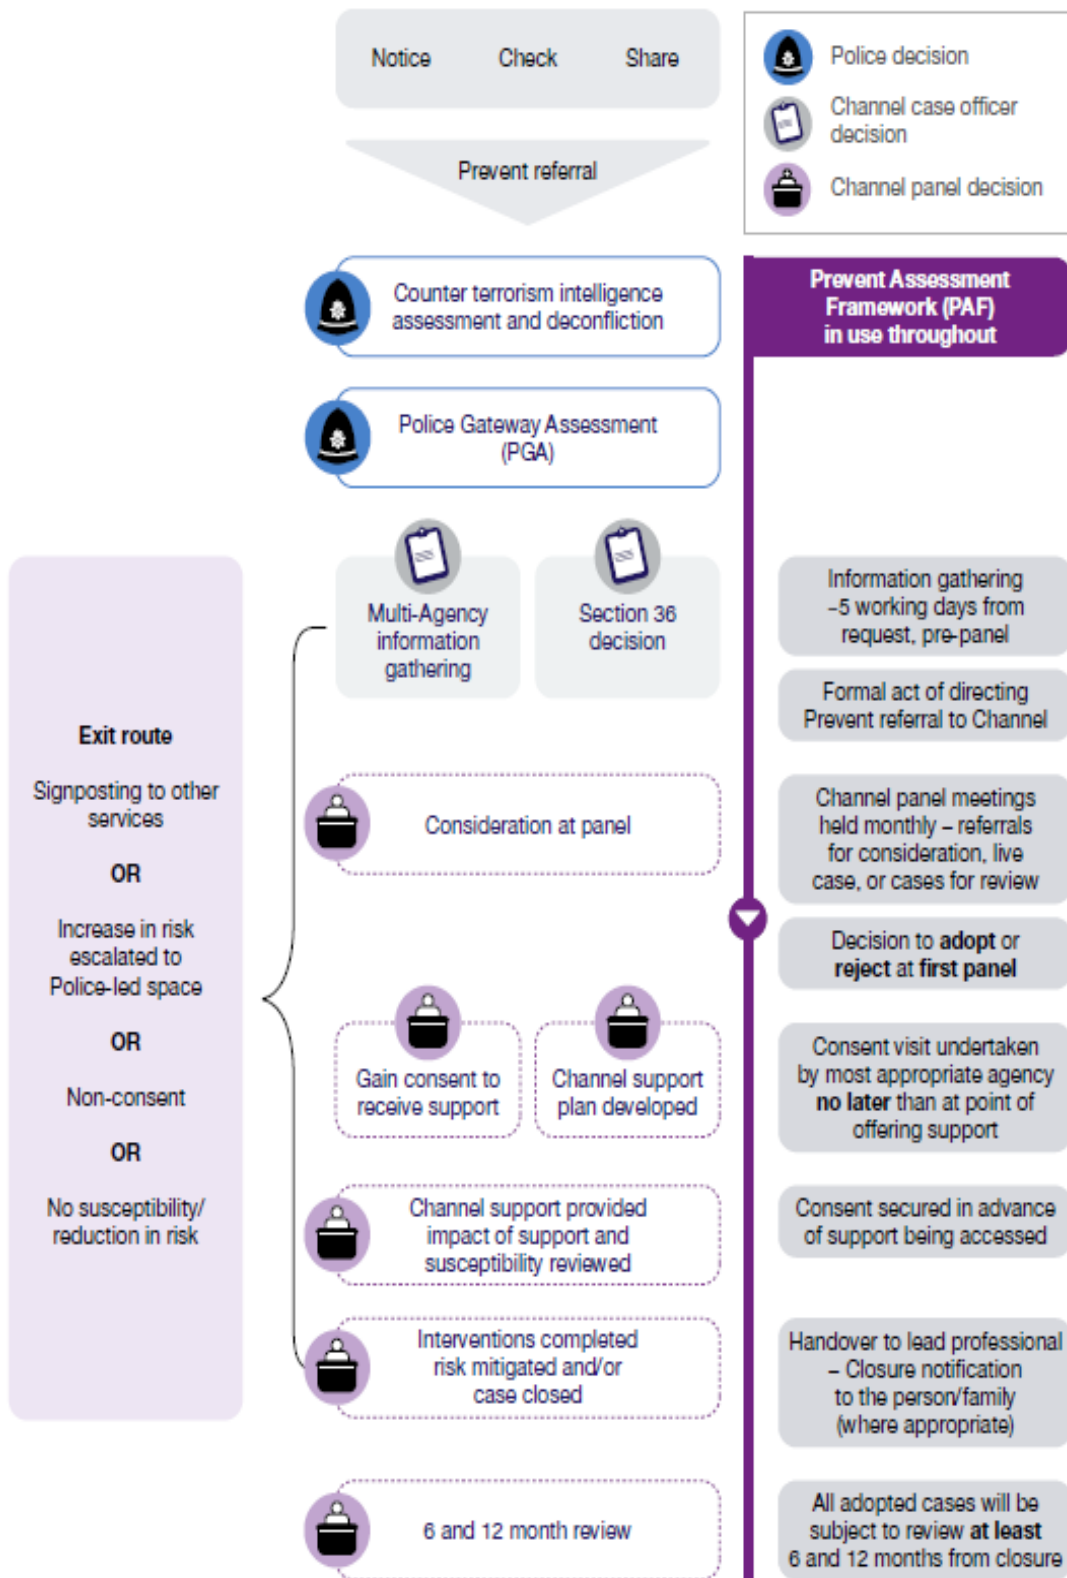 Notice Check Share
Prevent referral
Police decision
Channel case officer
decision
Channel panel decision
Counter terrorism intelligence
assessment and deconfliction
Prevent Assessment
Framework (PAF)
in use throughout
Police Gateway Assessment
(PGA)
Multi-Agency
information
gathering
Section 36
decision
Information gathering
–5 working days from
request, pre-panel
Formal act of directing
Prevent referral to Channel
Exit route
Signposting to other
services
OR
Increase in risk
escalated to
Police-led space
OR
Non-consent
OR
No susceptibility/
reduction in risk
Consideration at panel
Channel panel meetings
held monthly – referrals
for consideration, live
case, or cases for review
Decision to adopt or
reject at first panel
Gain consent to
receive support
Channel support
plan developed
Consent visit undertaken
by most appropriate agency
no later than at point of
offering support
Channel support provided
impact of support and
susceptibility reviewed
Consent secured in advance
of support being accessed
Interventions completed
risk mitigated and/or
case closed
Handover to lead professional
– Closure notification
to the person/family
(where appropriate)
6 and 12 month review
All adopted cases will be
subject to review at least
6 and 12 months from closure